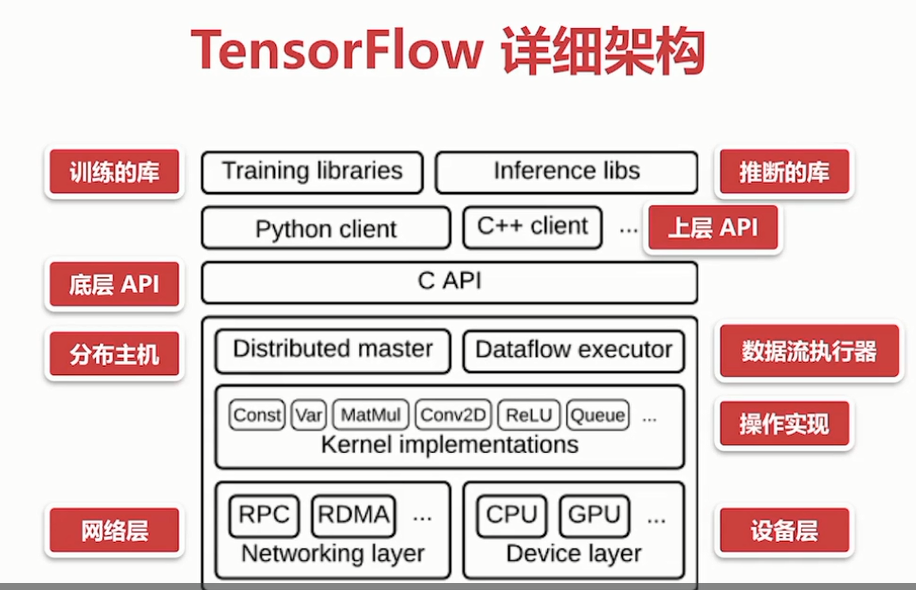 TensorFlow 详细架构
训练的库
Training libraries
Inference libs
推断的库
Python client
C++ client
...
上层 API
底层 API
C API
分布主机
Distributed master
Dataflow executor
数据流执行器
Const
Var
MatMul
Conv2D
ReLU
Queue
...
Kernel implementations
操作实现
网络层
RPC
RDMA
...
Networking layer
CPU
GPU
...
Device layer
设备层